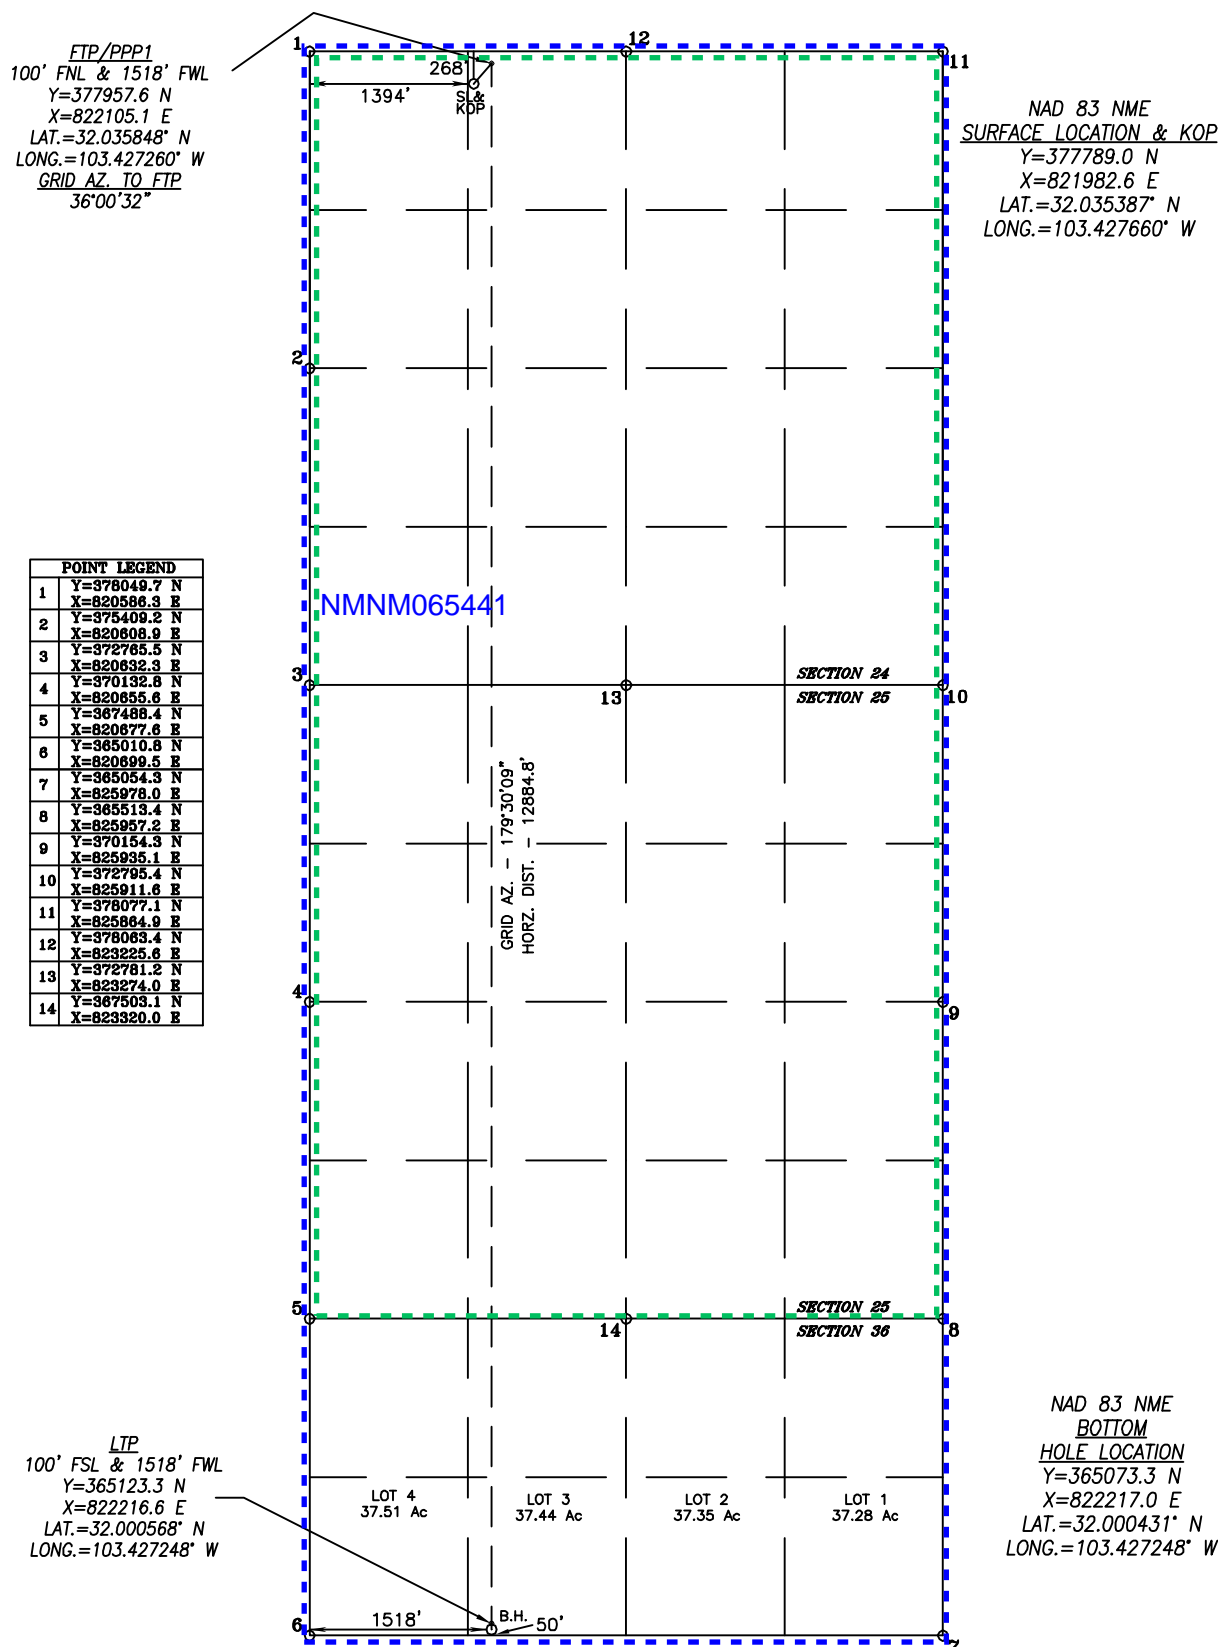 FTP/PPP1
100' FNL & 1518' FWL
Y=377957.6 N
X=822105.1 E
LAT.=32.035848° N
LONG.=103.427260° W
GRID AZ. TO FTP
36°00'32"
1
12
11
268'
1394'
SL&
KOP
NAD 83 NME
SURFACE LOCATION & KOP
Y=377789.0 N
X=821982.6 E
LAT.=32.035387° N
LONG.=103.427660° W
2
POINT LEGEND
1 Y=378049.7 N
X=820586.3 E
2 Y=375409.2 N
X=820608.9 E
3 Y=372765.5 N
X=820632.3 E
4 Y=370132.8 N
X=820655.6 E
5 Y=367488.4 N
X=820677.6 E
6 Y=365010.8 N
X=820699.5 E
7 Y=365054.3 N
X=825978.0 E
8 Y=365513.4 N
X=825957.2 E
9 Y=370154.3 N
X=825935.1 E
10 Y=372795.4 N
X=825911.6 E
11 Y=378077.1 N
X=825864.9 E
12 Y=378063.4 N
X=823225.6 E
13 Y=372781.2 N
X=823274.0 E
14 Y=367503.1 N
X=823320.0 E
NMNM065441
3
13
SECTION 24
SECTION 25
10
GRID AZ. - 179°30'09"
HORZ. DIST. - 12884.8'
4
9
5
14
SECTION 25
SECTION 36
8
LTP
100' FSL & 1518' FWL
Y=365123.3 N
X=822216.6 E
LAT.=32.000568° N
LONG.=103.427248° W
LOT 4
37.51 Ac
LOT 3
37.44 Ac
LOT 2
37.35 Ac
LOT 1
37.28 Ac
NAD 83 NME
BOTTOM
HOLE LOCATION
Y=365073.3 N
X=822217.0 E
LAT.=32.000431° N
LONG.=103.427248° W
6
1518'
B.H.
50'
7